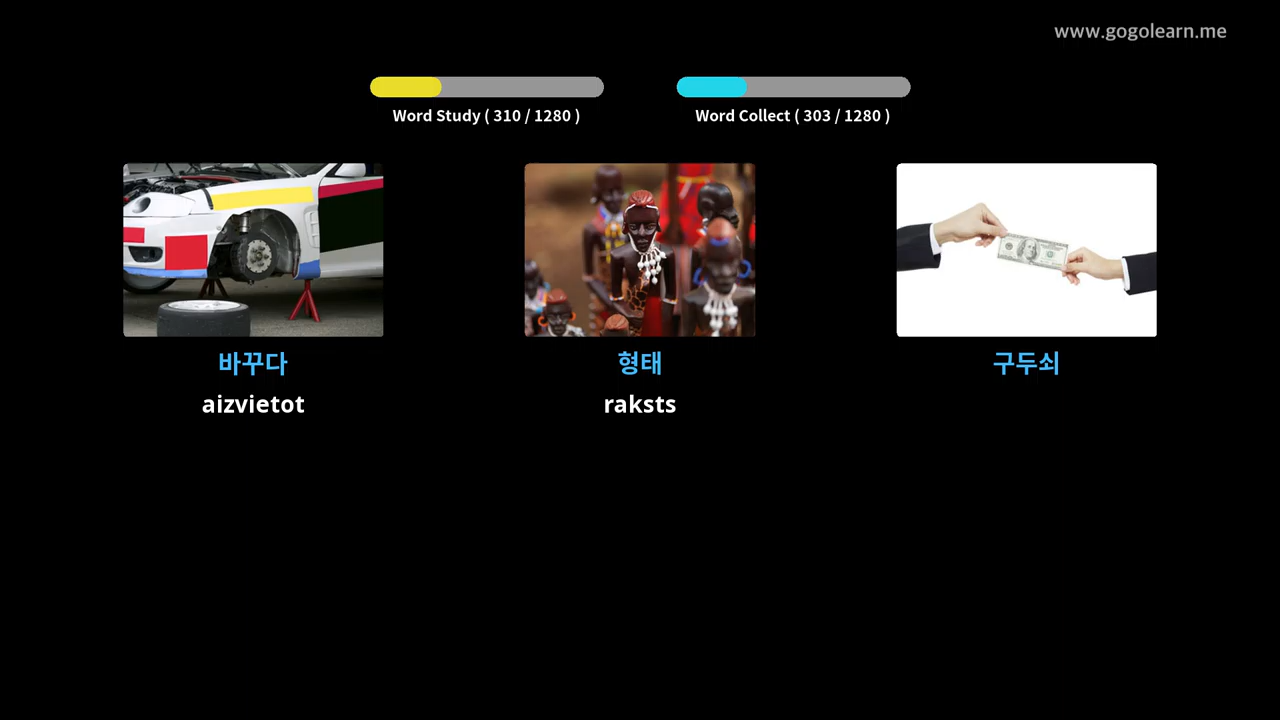 www.gogolearn.me
Word Study ( 310 / 1280 )
Word Collect ( 303 / 1280 )
바꾸다
형태
구두쇠
aizvietot
raksts